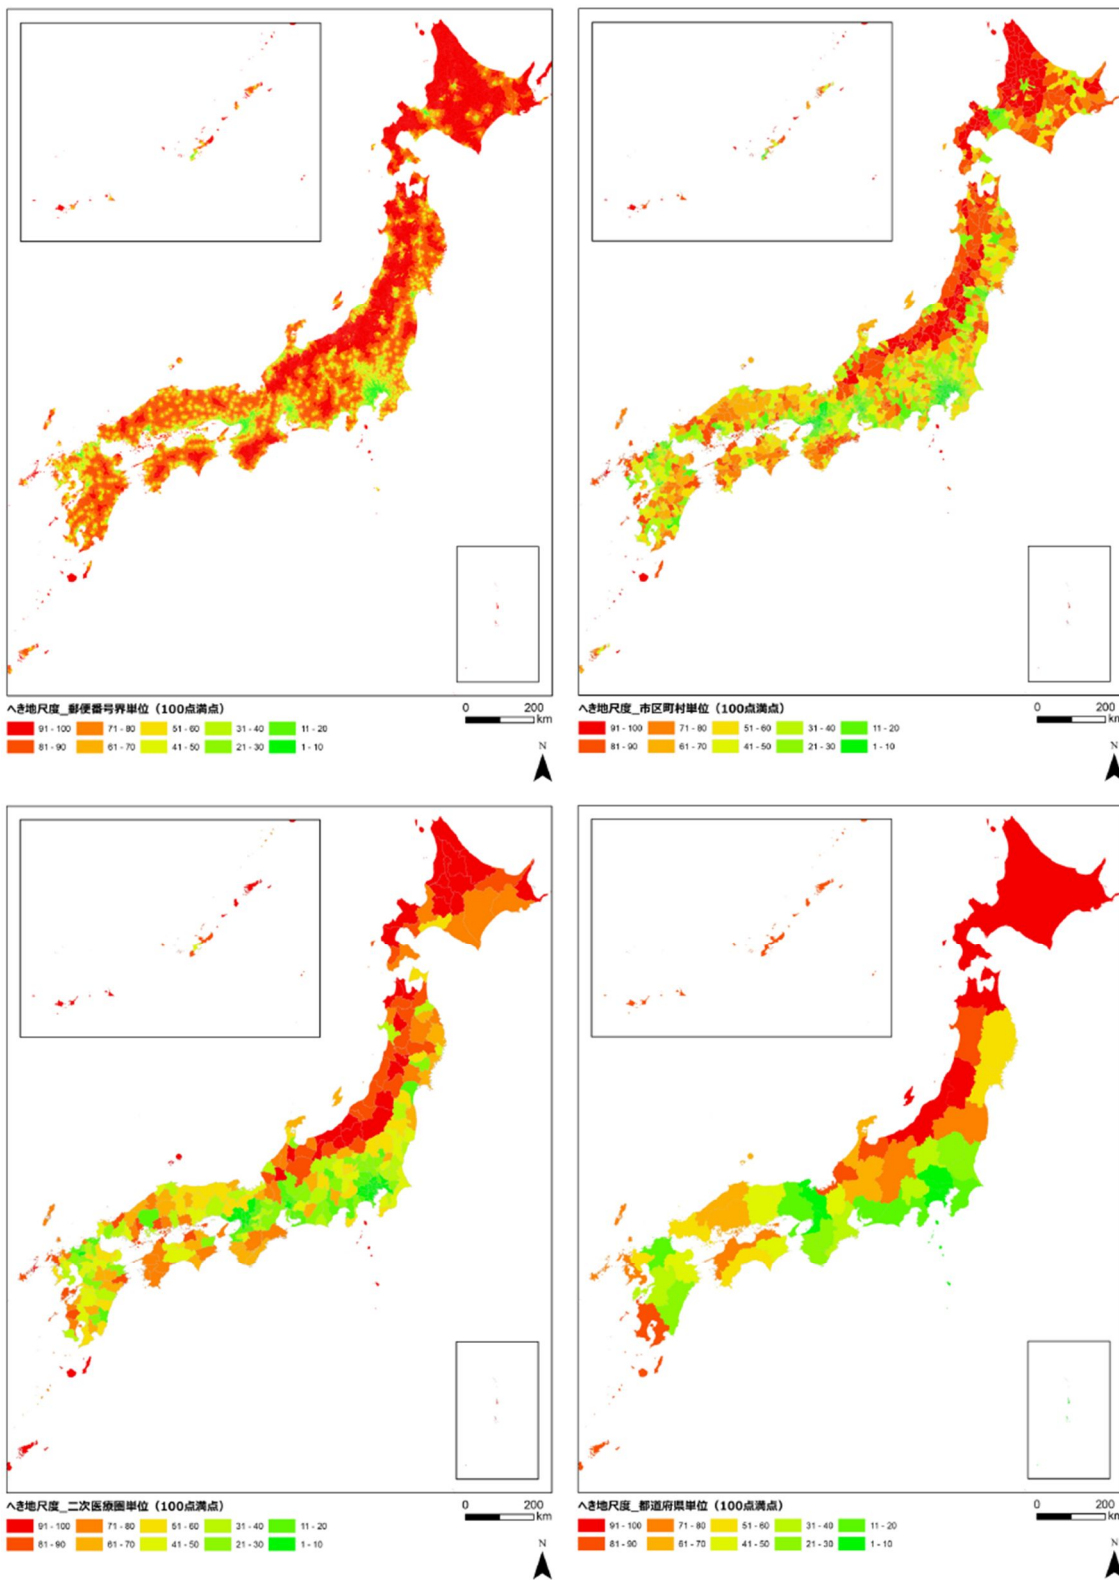 へき地尺度_郵便番号界単位（100点満点）
91 - 100 71 - 80 51 - 60 31 - 40 11 - 20
81 - 90 61 - 70 41 - 50 21 - 30 1 - 10
0 200
km
N
へき地尺度_市区町村単位（100点満点）
91 - 100 71 - 80 51 - 60 31 - 40 11 - 20
81 - 90 61 - 70 41 - 50 21 - 30 1 - 10
0 200
km
N
へき地尺度_二次医療圏単位（100点満点）
91 - 100 71 - 80 51 - 60 31 - 40 11 - 20
81 - 90 61 - 70 41 - 50 21 - 30 1 - 10
0 200
km
N
へき地尺度_都道府県単位（100点満点）
91 - 100 71 - 80 51 - 60 31 - 40 11 - 20
81 - 90 61 - 70 41 - 50 21 - 30 1 - 10
0 200
km
N